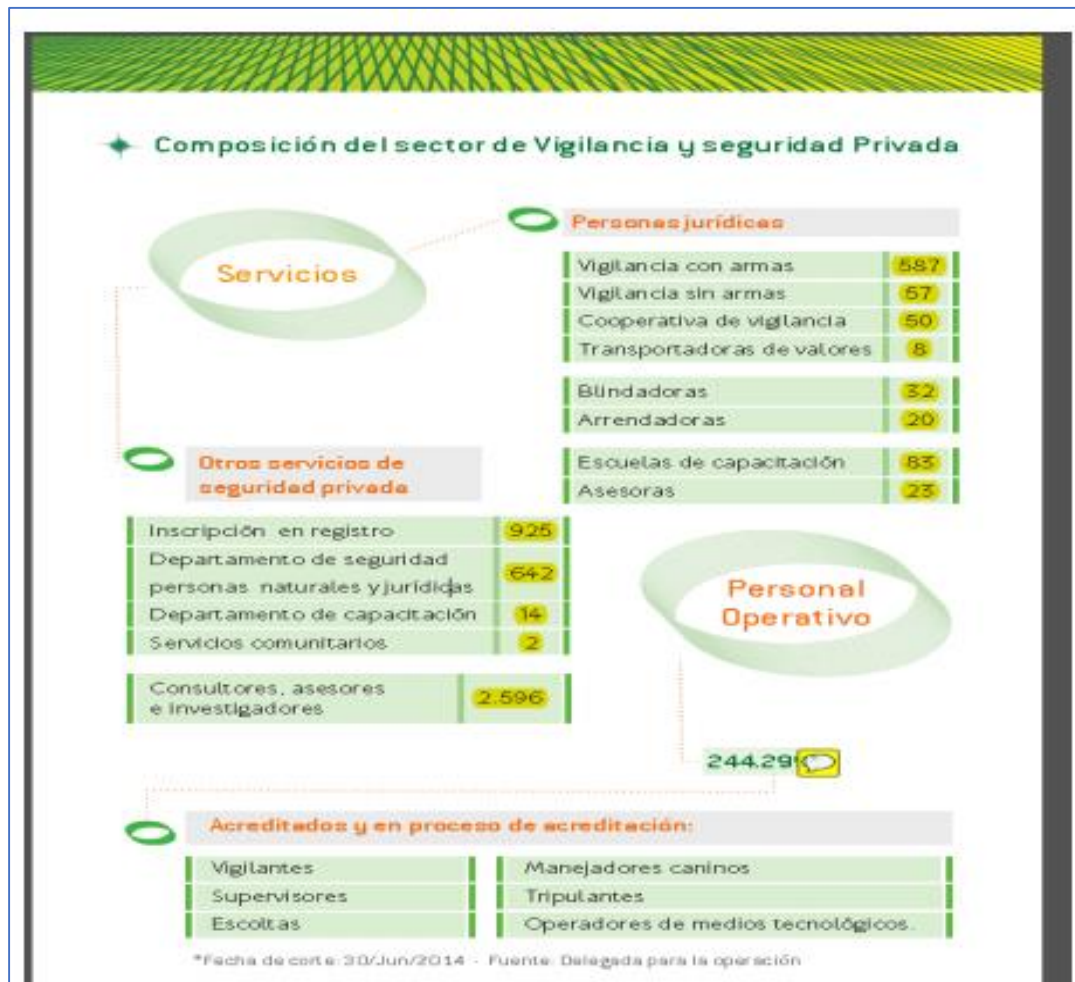 Composición del sector de Vigilancia y seguridad Privada
Servicios
Personas jurídicas
Vigilancia con armas 587
Vigilancia sin armas 57
Cooperativa de vigilancia 50
Transportadoras de valores 8
Blindadoras 32
Arrendadoras 20
Escuelas de capacitación 83
Asesoras 23
Otros servicios de
seguridad privada
Inscripción en registro 925
Departamento de seguridad
personas naturales y jurídicas 642
Departamento de capacitación 14
Servicios comunitarios 2
Consultores, asesores
e investigadores 2.596
Personal
Operativo
Acreditados y en proceso de acreditación:
Vigilantes
Supervisores
Escoltas
Manejadores caninos
Tripulantes
Operadores de medios tecnológicos.
*Fecha de corte: 30/Jun/2014 - Fuente: Delegada para la operación